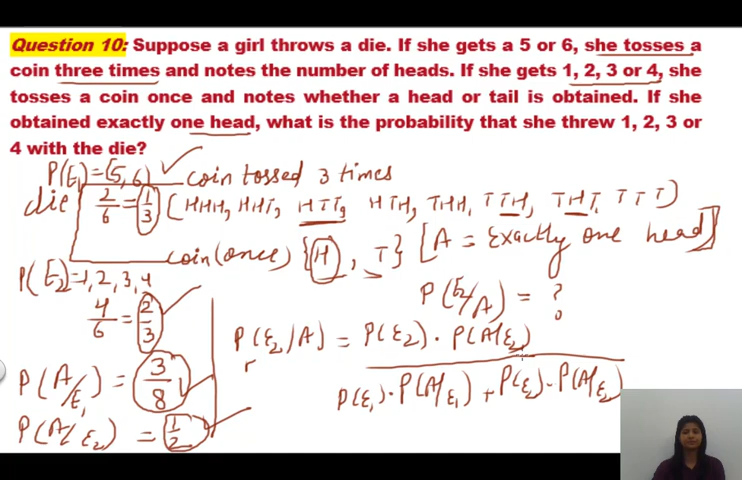 Question 10: Suppose a girl throws a die. If she gets a 5 or 6, she tosses a
coin three times and notes the number of heads. If she gets 1, 2, 3 or 4, she
tosses a coin once and notes whether a head or tail is obtained. If she
obtained exactly one head, what is the probability that she threw 1, 2, 3 or
4 with the die?
P(E₁)=(5,6) coin tossed 3 times
die 2/6 = 1/3 (HHH, HHT, HTT, HTH, THH, TTH, THT, TTT)
coin (once) {H, T} [A = Exactly one head]
P(E₂)=1,2,3,4
4/6 = 2/3
P(E₂/A) = ?
P(E₂/A) = P(E₂) · P(A/E₂)
P(E₁) · P(A/E₁) + P(E₂) · P(A/E₂)
P(A/E₁) = 3/8
P(A/E₂) = 1/2